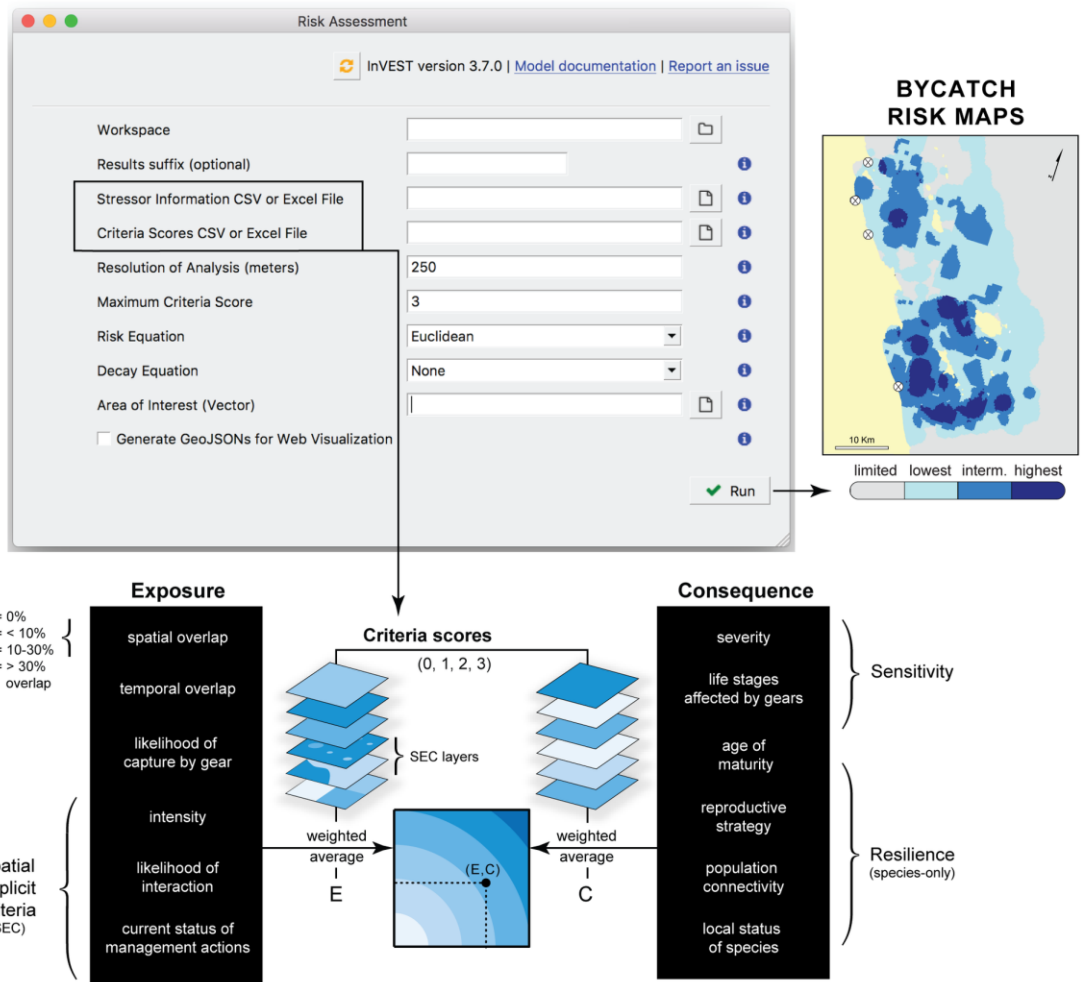 Risk Assessment
InVEST version 3.7.0 | Model documentation | Report an issue
Workspace
Results suffix (optional)
Stressor Information CSV or Excel File
Criteria Scores CSV or Excel File
Resolution of Analysis (meters)
250
Maximum Criteria Score
3
Risk Equation
Euclidean
Decay Equation
None
Area of Interest (Vector)
Generate GeoJSONs for Web Visualization
Run
BYCATCH
RISK MAPS
10 Km
limited lowest interm. highest
Exposure
= 0%
= < 10%
= 10-30%
= > 30%
overlap
spatial overlap
temporal overlap
likelihood of
capture by gear
intensity
likelihood of
interaction
current status of
management actions
Criteria scores
(0, 1, 2, 3)
SEC layers
weighted
average
E
(E,C)
weighted
average
C
Consequence
severity
life stages
affected by gears
age of
maturity
reproductive
strategy
population
connectivity
local status
of species
Sensitivity
Resilience
(species-only)